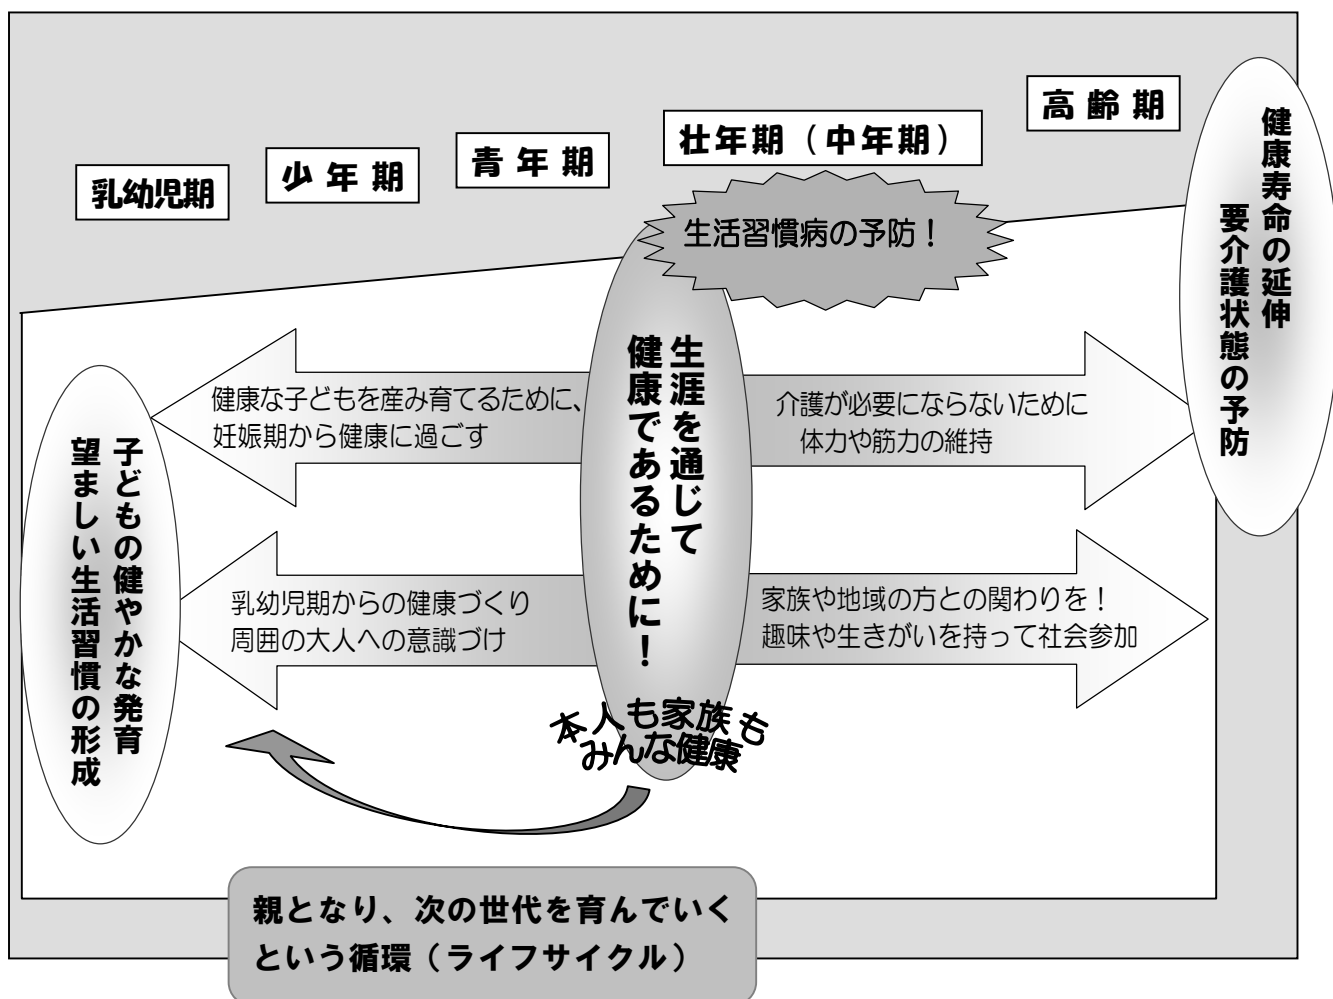 乳幼児期
少年期
青年期
壮年期（中年期）
高齢期
生活習慣病の予防！
健康寿命の延伸
要介護状態の予防
生涯を通じて
健康であるために！
健康な子どもを産み育てるために、
妊娠期から健康に過ごす
介護が必要にならないために
体力や筋力の維持
子どもの健やかな発育
望ましい生活習慣の形成
乳幼児期からの健康づくり
周囲の大人への意識づけ
家族や地域の方との関わりを！
趣味や生きがいを持って社会参加
本人も家族も
みんな健康
親となり、次の世代を育んでいく
という循環（ライフサイクル）